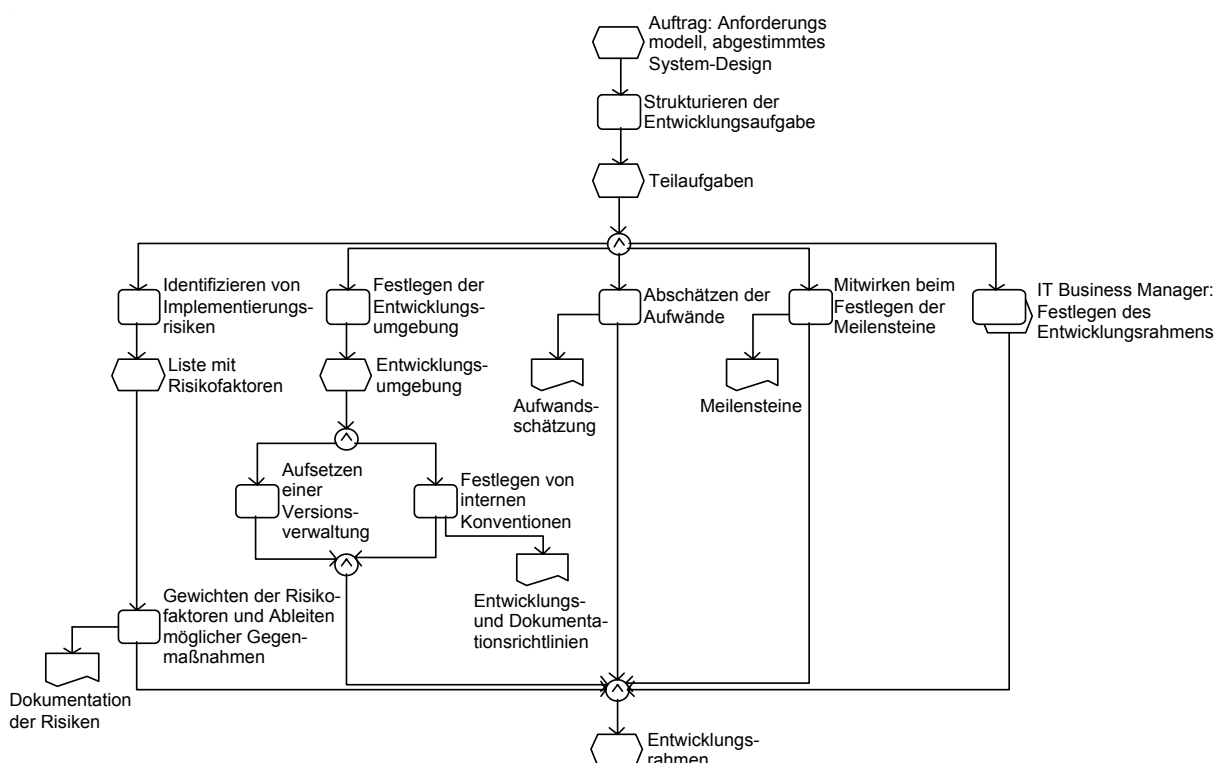 Auftrag: Anforderungs
modell, abgestimmtes
System-Design
Strukturieren der
Entwicklungsaufgabe
Teilaufgaben
Identifizieren von
Implementierungs-
risiken
Festlegen der
Entwicklungs-
umgebung
Abschätzen der
Aufwände
Mitwirken beim
Festlegen der
Meilensteine
IT Business Manager:
Festlegen des
Entwicklungsrahmens
Liste mit
Risikofaktoren
Entwicklungs-
umgebung
Aufwands-
schätzung
Meilensteine
Aufsetzen
einer
Versions-
verwaltung
Festlegen von
internen
Konventionen
Entwicklungs-
und Dokumenta-
tionsrichtlinien
Gewichten der Risiko-
faktoren und Ableiten
möglicher Gegen-
maßnahmen
Dokumentation
der Risiken
Entwicklungs-
rahmen